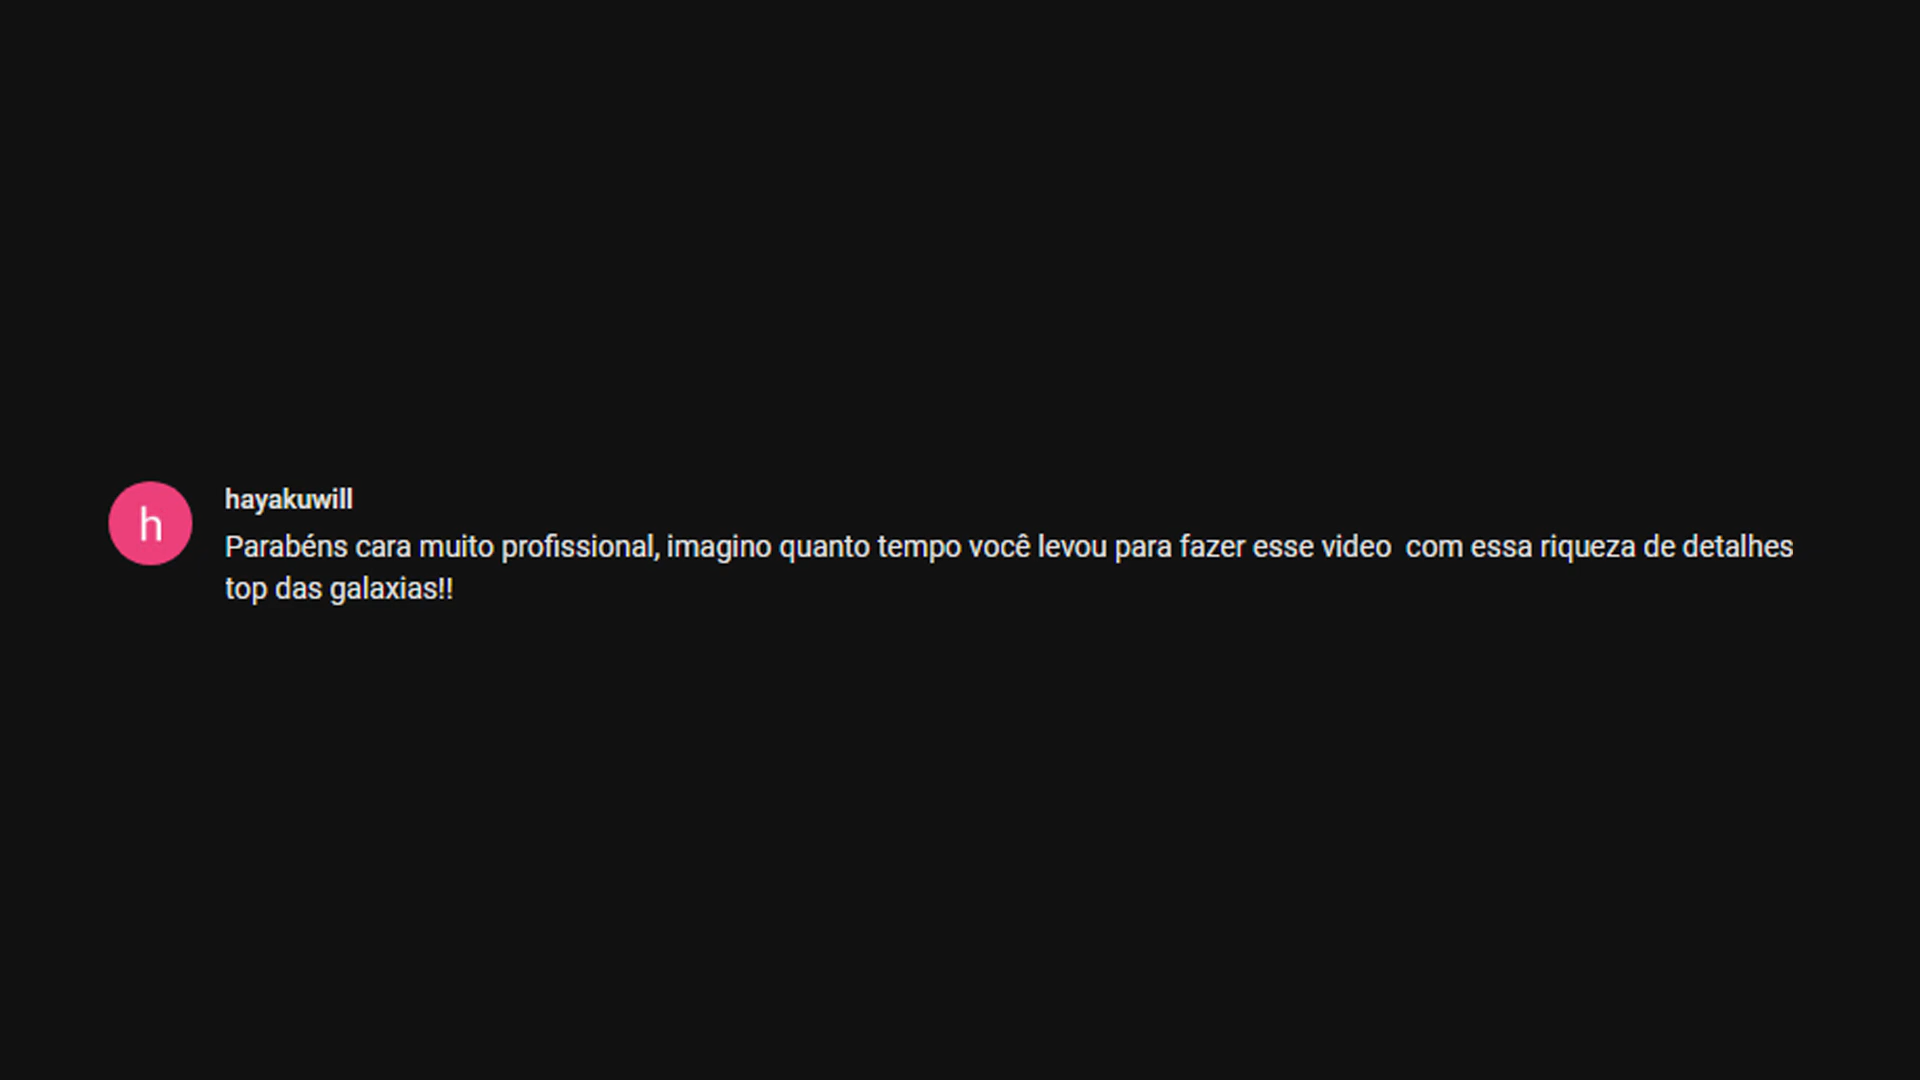 h
hayakuwill
Parabéns cara muito profissional, imagino quanto tempo você levou para fazer esse video  com essa riqueza de detalhes
top das galaxias!!